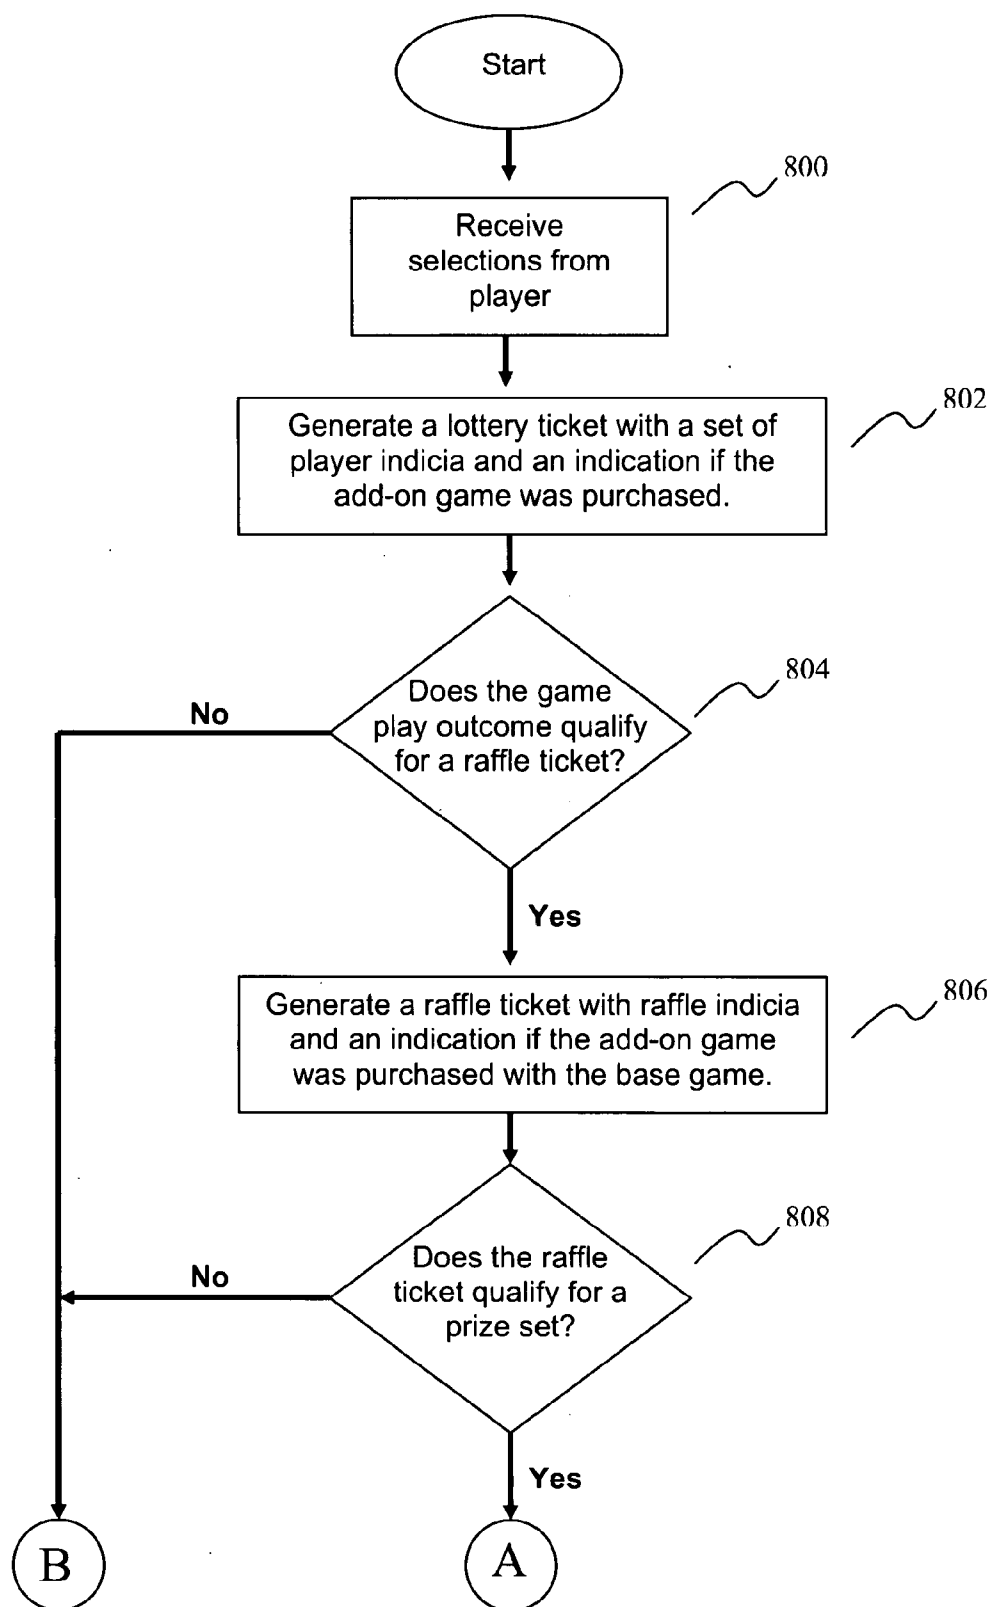 Start
800
Receive
selections from
player
802
Generate a lottery ticket with a set of
player indicia and an indication if the
add-on game was purchased.
804
Does the game
play outcome qualify
for a raffle ticket?
No
Yes
806
Generate a raffle ticket with raffle indicia
and an indication if the add-on game
was purchased with the base game.
808
Does the raffle
ticket qualify for a
prize set?
No
Yes
B
A